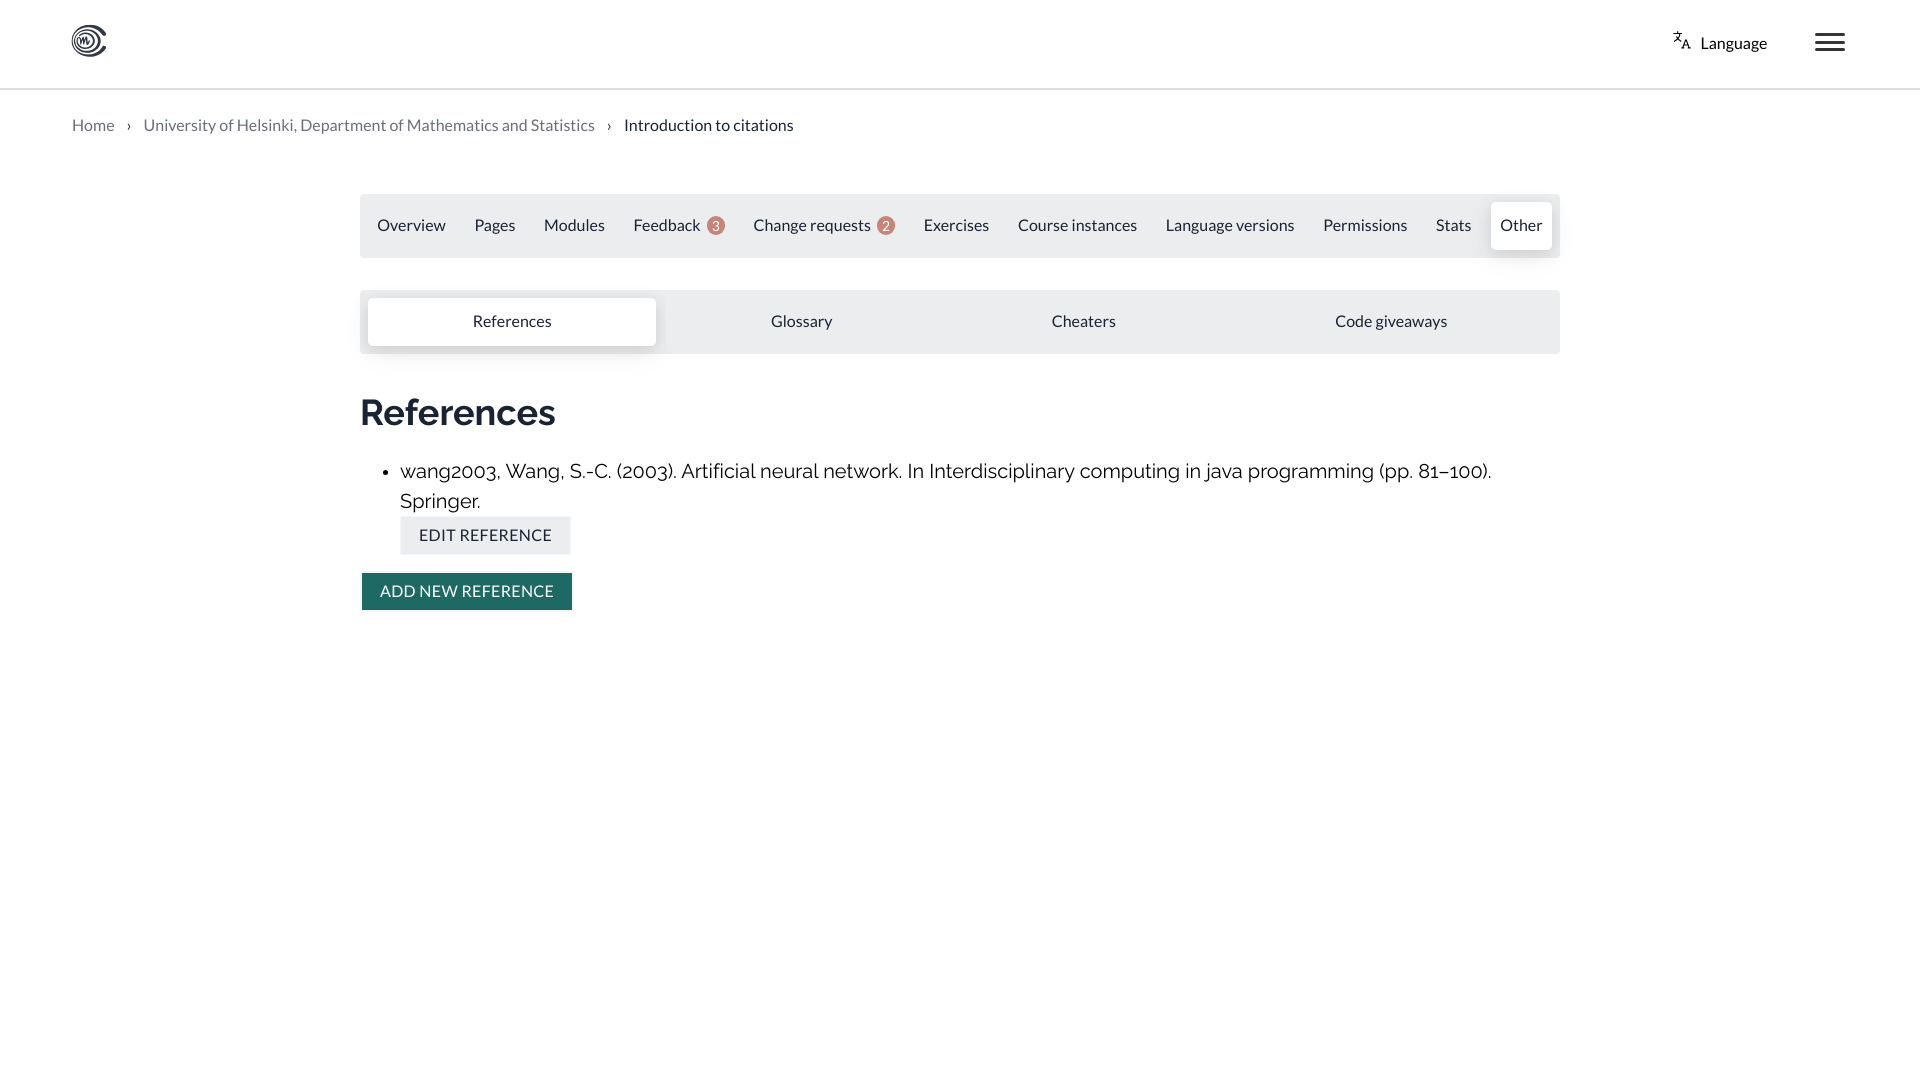 Language
Home › University of Helsinki, Department of Mathematics and Statistics › Introduction to citations
Overview Pages Modules Feedback 3 Change requests 2 Exercises Course instances Language versions Permissions Stats Other
References Glossary Cheaters Code giveaways
References
• wang2003, Wang, S.-C. (2003). Artificial neural network. In Interdisciplinary computing in java programming (pp. 81–100).
Springer.
EDIT REFERENCE
ADD NEW REFERENCE